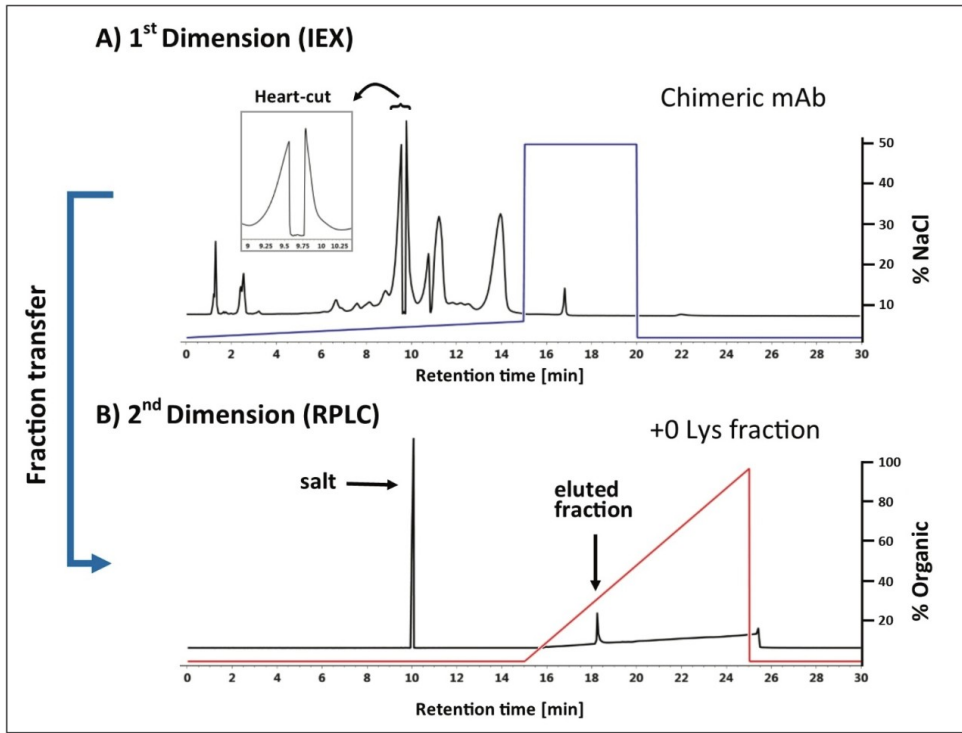 A) 1st Dimension (IEX)
Heart-cut
Chimeric mAb
9 9.25 9.5 9.75 10 10.25
50
40
30
20
10
% NaCl
0 2 4 6 8 10 12 14 16 18 20 22 24 26 28 30
Retention time [min]
Fraction transfer
B) 2nd Dimension (RPLC)
+0 Lys fraction
salt
eluted
fraction
100
80
60
40
20
% Organic
0 2 4 6 8 10 12 14 16 18 20 22 24 26 28 30
Retention time [min]